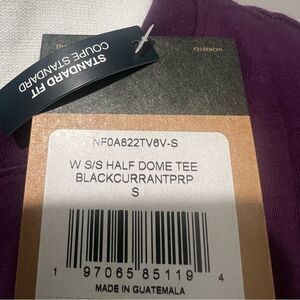 STANDARD FIT
COUPE STANDARD
NF0A822TV6V-S
W S/S HALF DOME TEE
BLACKCURRANTPRP
S
1 97065 85119 4
MADE IN GUATEMALA